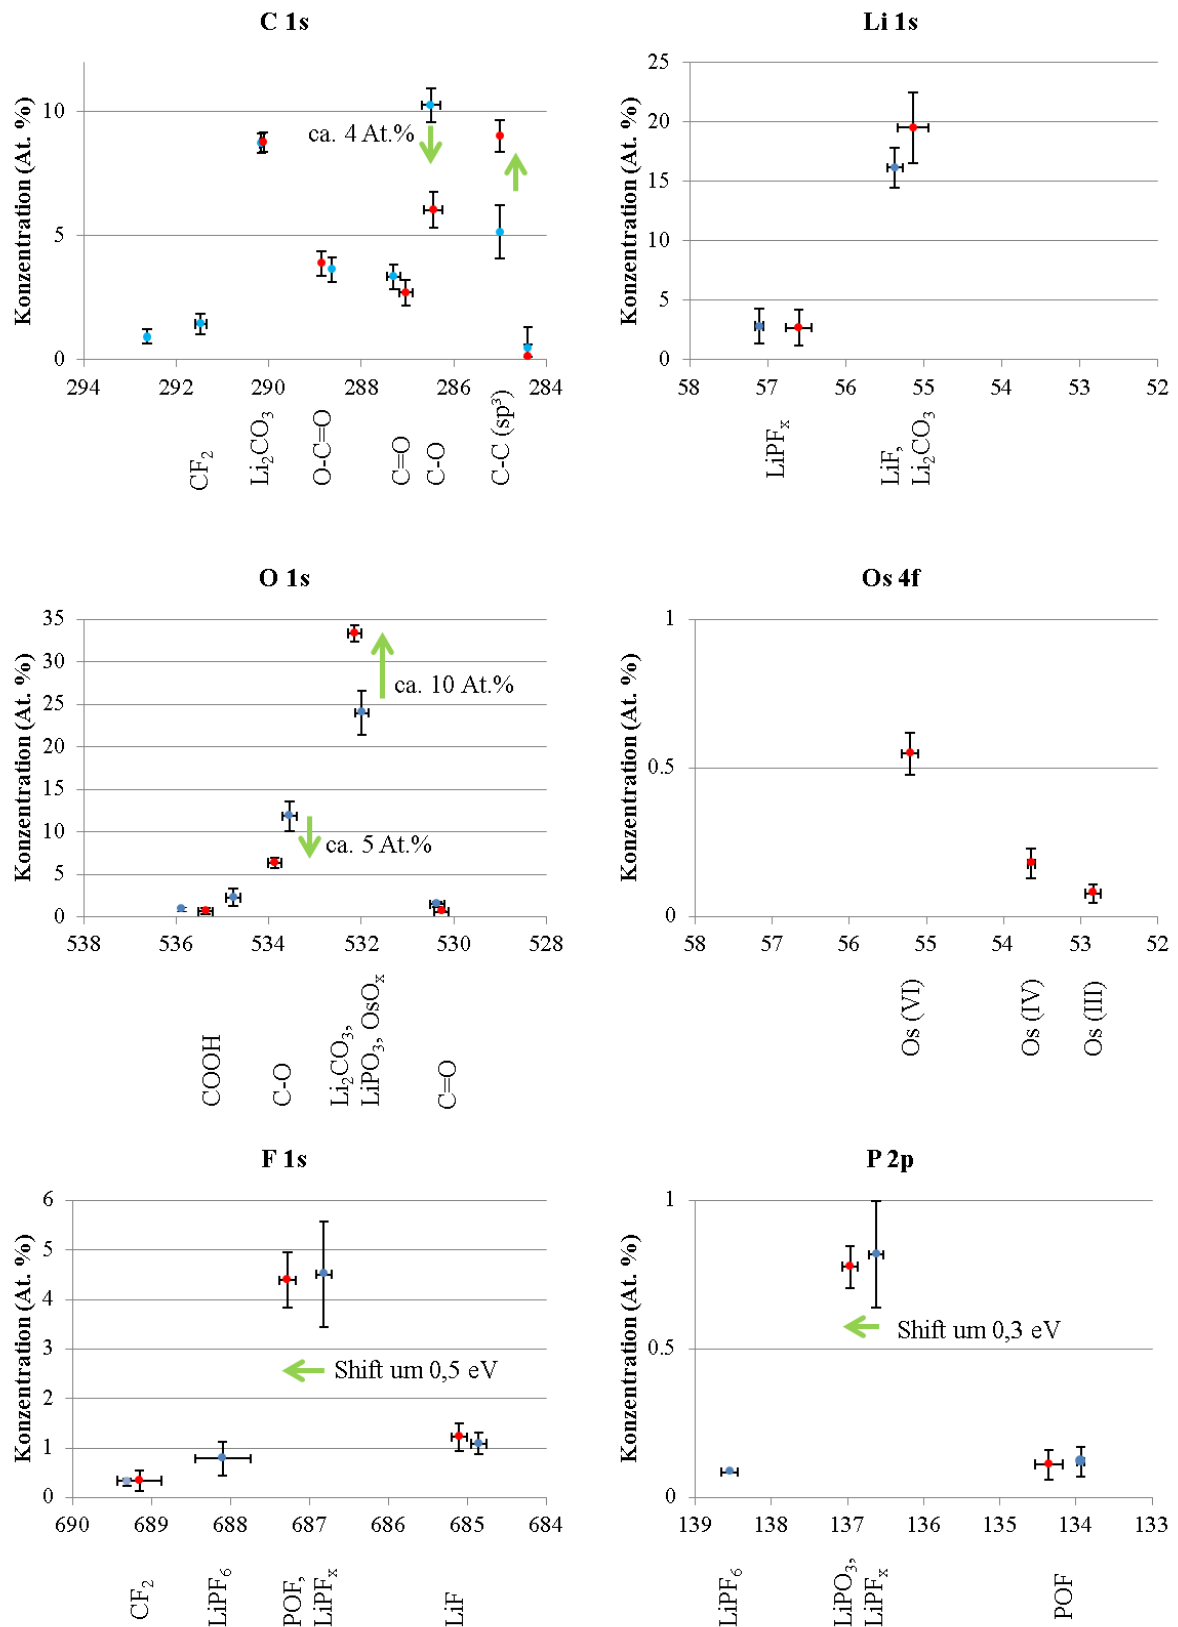 C 1s
Konzentration (At. %)
10
5
0
294
292
290
288
286
284
ca. 4 At.%
CF₂
Li₂CO₃
O-C=O
C=O
C-O
C-C (sp³)
Li 1s
Konzentration (At. %)
25
20
15
10
5
0
58
57
56
55
54
53
52
LiPFₓ
LiF,
Li₂CO₃
O 1s
Konzentration (At. %)
35
30
25
20
15
10
5
0
538
536
534
532
530
528
ca. 10 At.%
ca. 5 At.%
COOH
C-O
Li₂CO₃,
LiPO₃, OsOₓ
C=O
Os 4f
Konzentration (At. %)
1
0.5
0
58
57
56
55
54
53
52
Os (VI)
Os (IV)
Os (III)
F 1s
Konzentration (At. %)
6
5
4
3
2
1
0
690
689
688
687
686
685
684
Shift um 0,5 eV
CF₂
LiPF₆
POF,
LiPFₓ
LiF
P 2p
Konzentration (At. %)
1
0.5
0
139
138
137
136
135
134
133
Shift um 0,3 eV
LiPF₆
LiPO₃,
LiPFₓ
POF